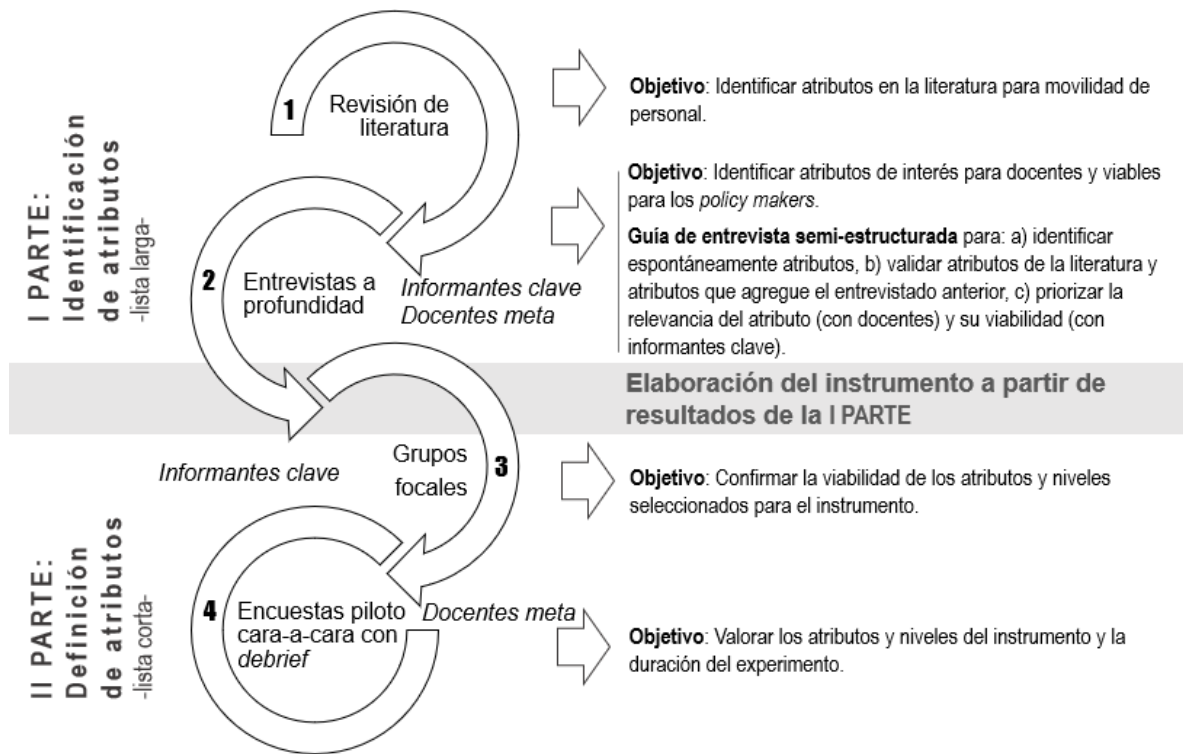 I PARTE:
Identificación
de atributos
-lista larga-
1
Revisión de
literatura
Objetivo: Identificar atributos en la literatura para movilidad de
personal.
2
Entrevistas a
profundidad
Informantes clave
Docentes meta
Objetivo: Identificar atributos de interés para docentes y viables
para los policy makers.
Guía de entrevista semi-estructurada para: a) identificar
espontáneamente atributos, b) validar atributos de la literatura y
atributos que agregue el entrevistado anterior, c) priorizar la
relevancia del atributo (con docentes) y su viabilidad (con
informantes clave).
Elaboración del instrumento a partir de
resultados de la I PARTE
II PARTE:
Definición
de atributos
-lista corta-
Informantes clave
Grupos
focales
3
Objetivo: Confirmar la viabilidad de los atributos y niveles
seleccionados para el instrumento.
4
Encuestas piloto
cara-a-cara con
debrief
Docentes meta
Objetivo: Valorar los atributos y niveles del instrumento y la
duración del experimento.